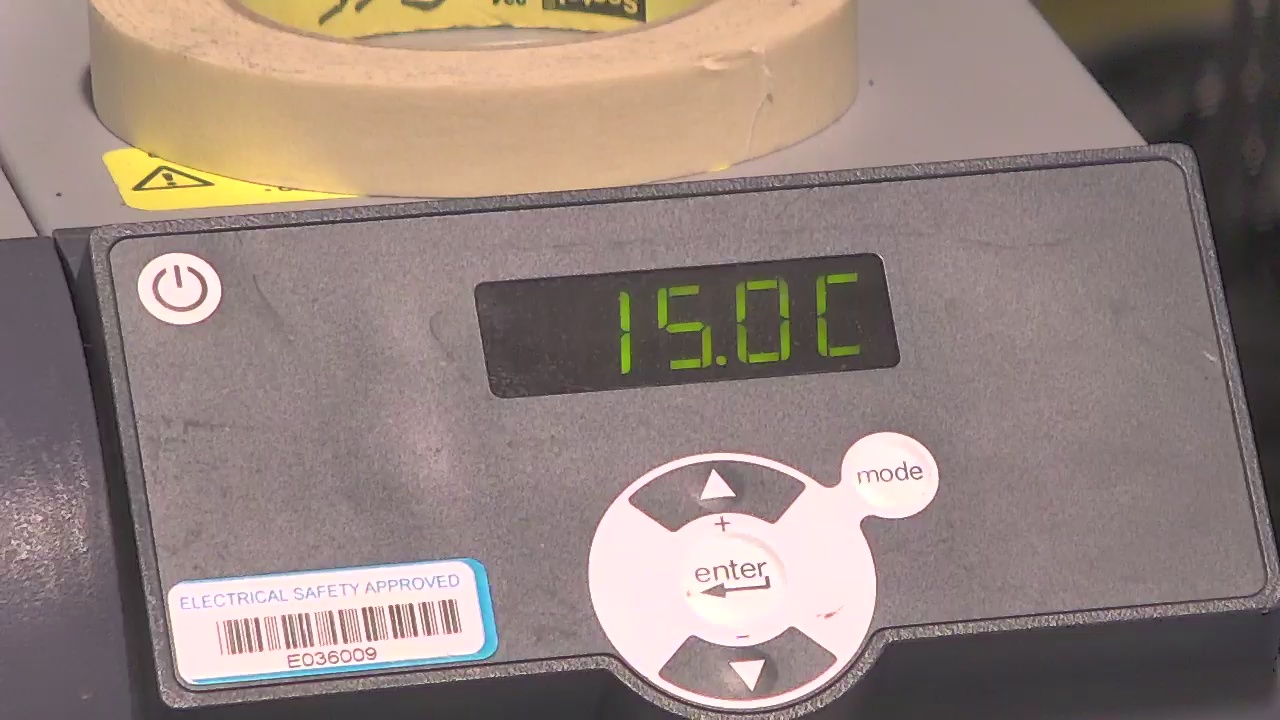 15.0C
mode
+
enter
-
ELECTRICAL SAFETY APPROVED
E036009